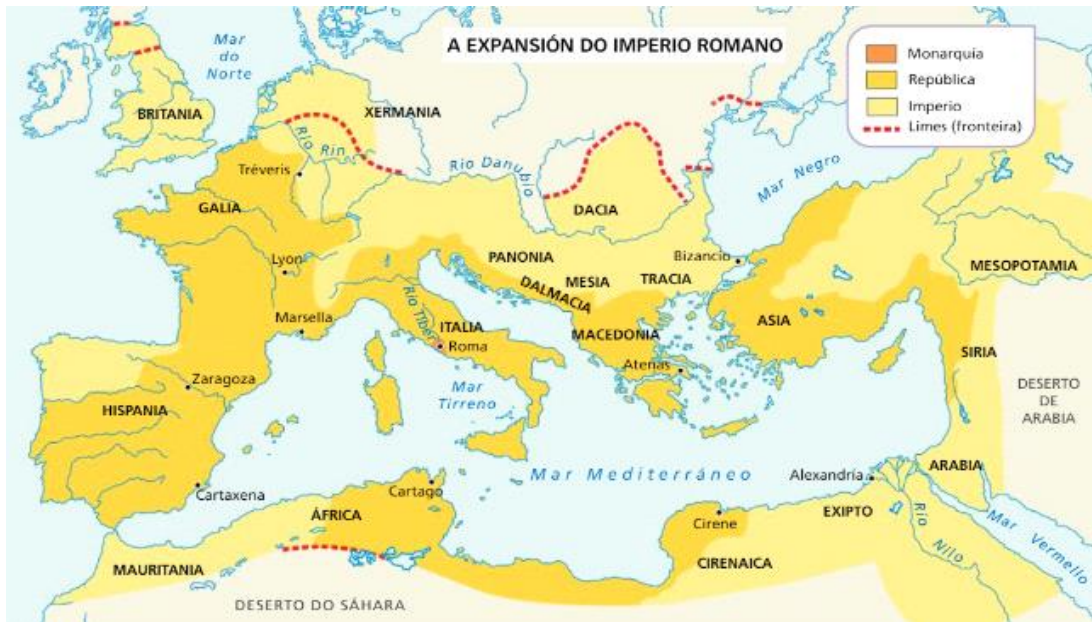 A EXPANSIÓN DO IMPERIO ROMANO
Monarquía
República
Imperio
Limes (fronteira)
Mar
do
Norte
BRITANIA
XERMANIA
Río Rin
Tréveris
Río Danubio
GALIA
DACIA
Mar Negro
Lyon
PANONIA
Bizancio
MESIA
TRACIA
MESOPOTAMIA
DALMACIA
Río Tíber
Marsella
ITALIA
MACEDONIA
ASIA
Roma
SIRIA
Atenas
Zaragoza
Mar
Tirreno
HISPANIA
DESERTO
DE
ARABIA
Mar Mediterráneo
Alexandría
ARABIA
Cartaxena
Cartago
ÁFRICA
Cirene
EXIPTO
Río Nilo
Mar Vermello
MAURITANIA
CIRENAICA
DESERTO DO SÁHARA